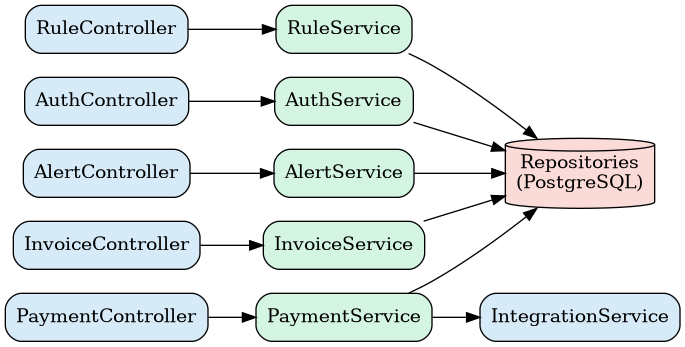 RuleController
RuleService
AuthController
AuthService
Repositories
(PostgreSQL)
AlertController
AlertService
InvoiceController
InvoiceService
PaymentController
PaymentService
IntegrationService